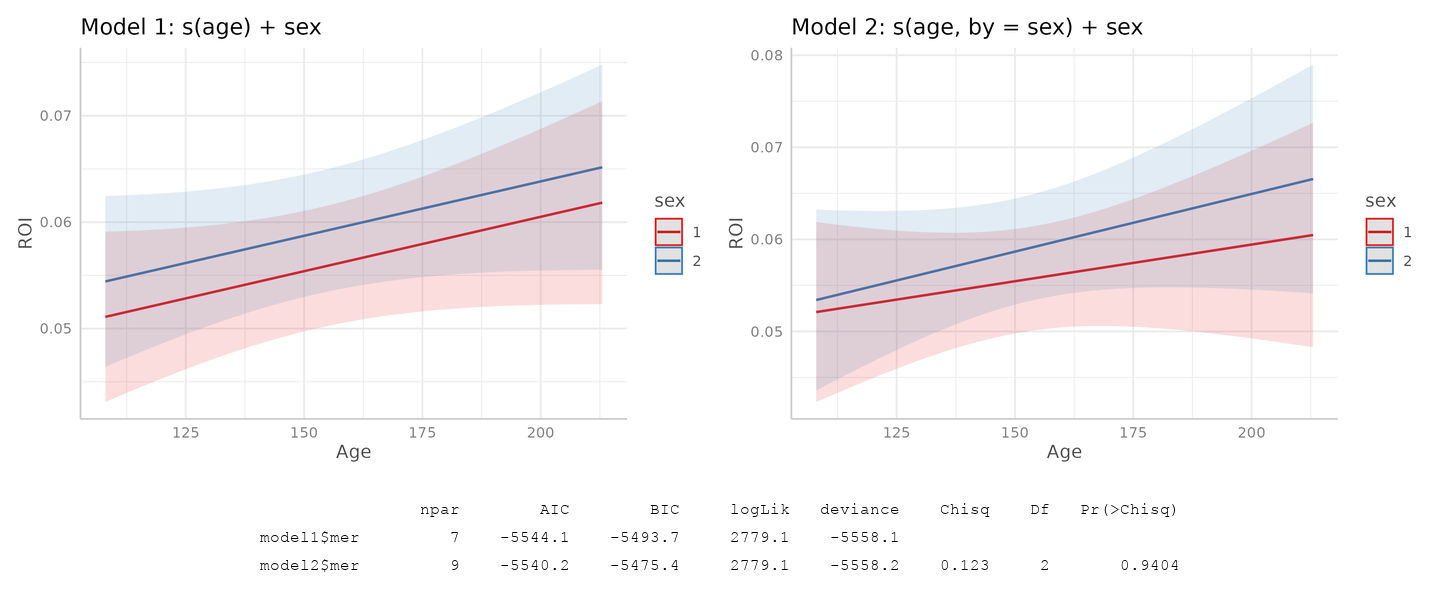 Model 1: s(age) + sex
0.07
0.06
0.05
ROI
125 150 175 200
Age
sex
1
2
Model 2: s(age, by = sex) + sex
0.08
0.07
0.06
0.05
ROI
125 150 175 200
Age
sex
1
2
npar AIC BIC logLik deviance Chisq Df Pr(>Chisq)
model1$mer 7 -5544.1 -5493.7 2779.1 -5558.1
model2$mer 9 -5540.2 -5475.4 2779.1 -5558.2 0.123 2 0.9404